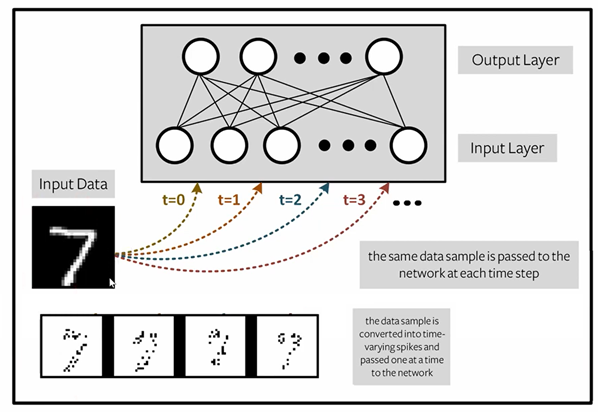 Output Layer
Input Layer
Input Data
t=0
t=1
t=2
t=3
the same data sample is passed to the
network at each time step
the data sample is
converted into time-
varying spikes and
passed one at a time
to the network